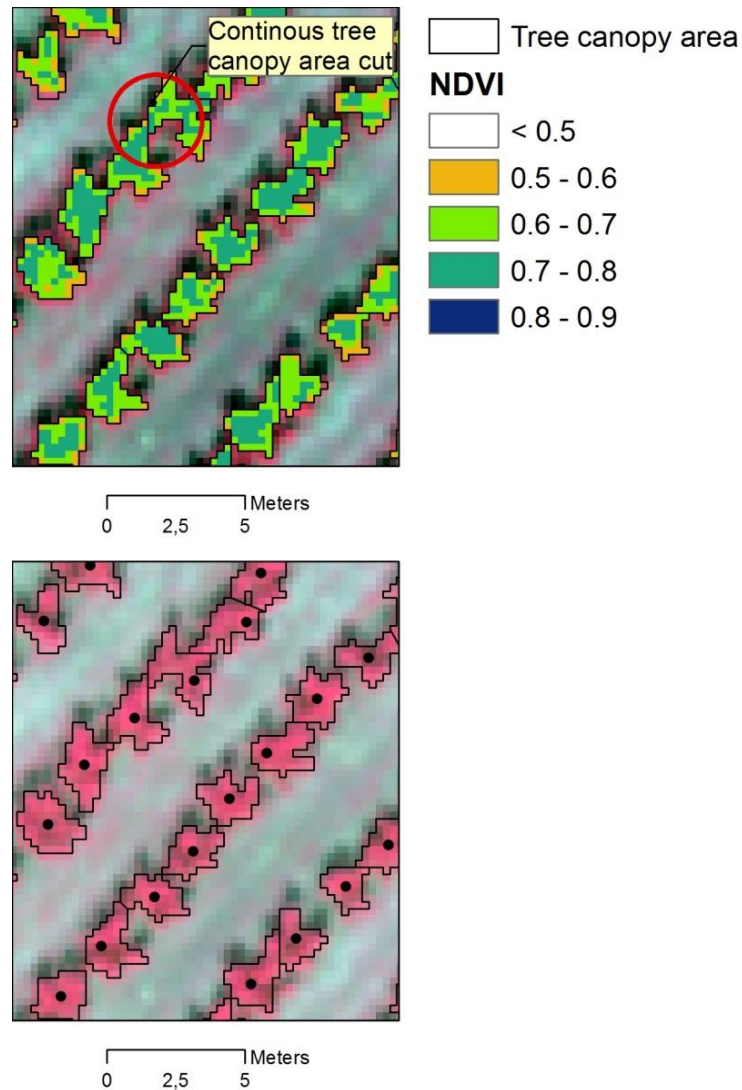 Continous tree
canopy area cut
Tree canopy area
NDVI
< 0.5
0.5 - 0.6
0.6 - 0.7
0.7 - 0.8
0.8 - 0.9
Meters
0 2,5 5
Meters
0 2,5 5